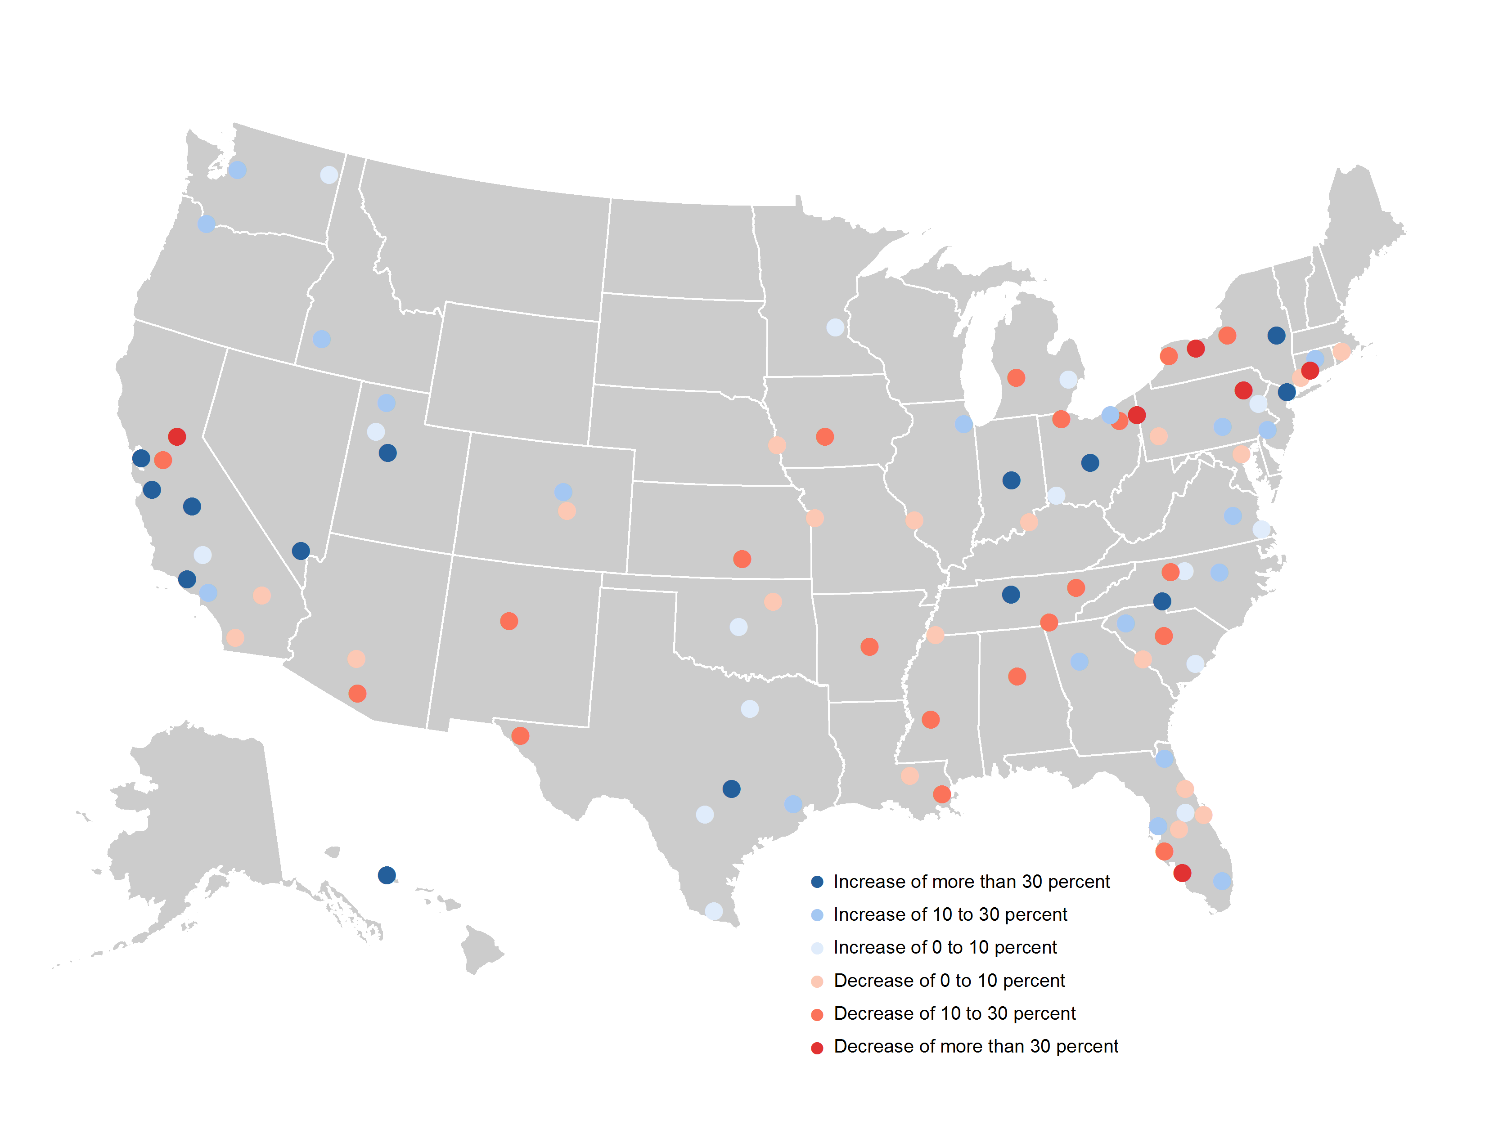 Increase of more than 30 percent
Increase of 10 to 30 percent
Increase of 0 to 10 percent
Decrease of 0 to 10 percent
Decrease of 10 to 30 percent
Decrease of more than 30 percent